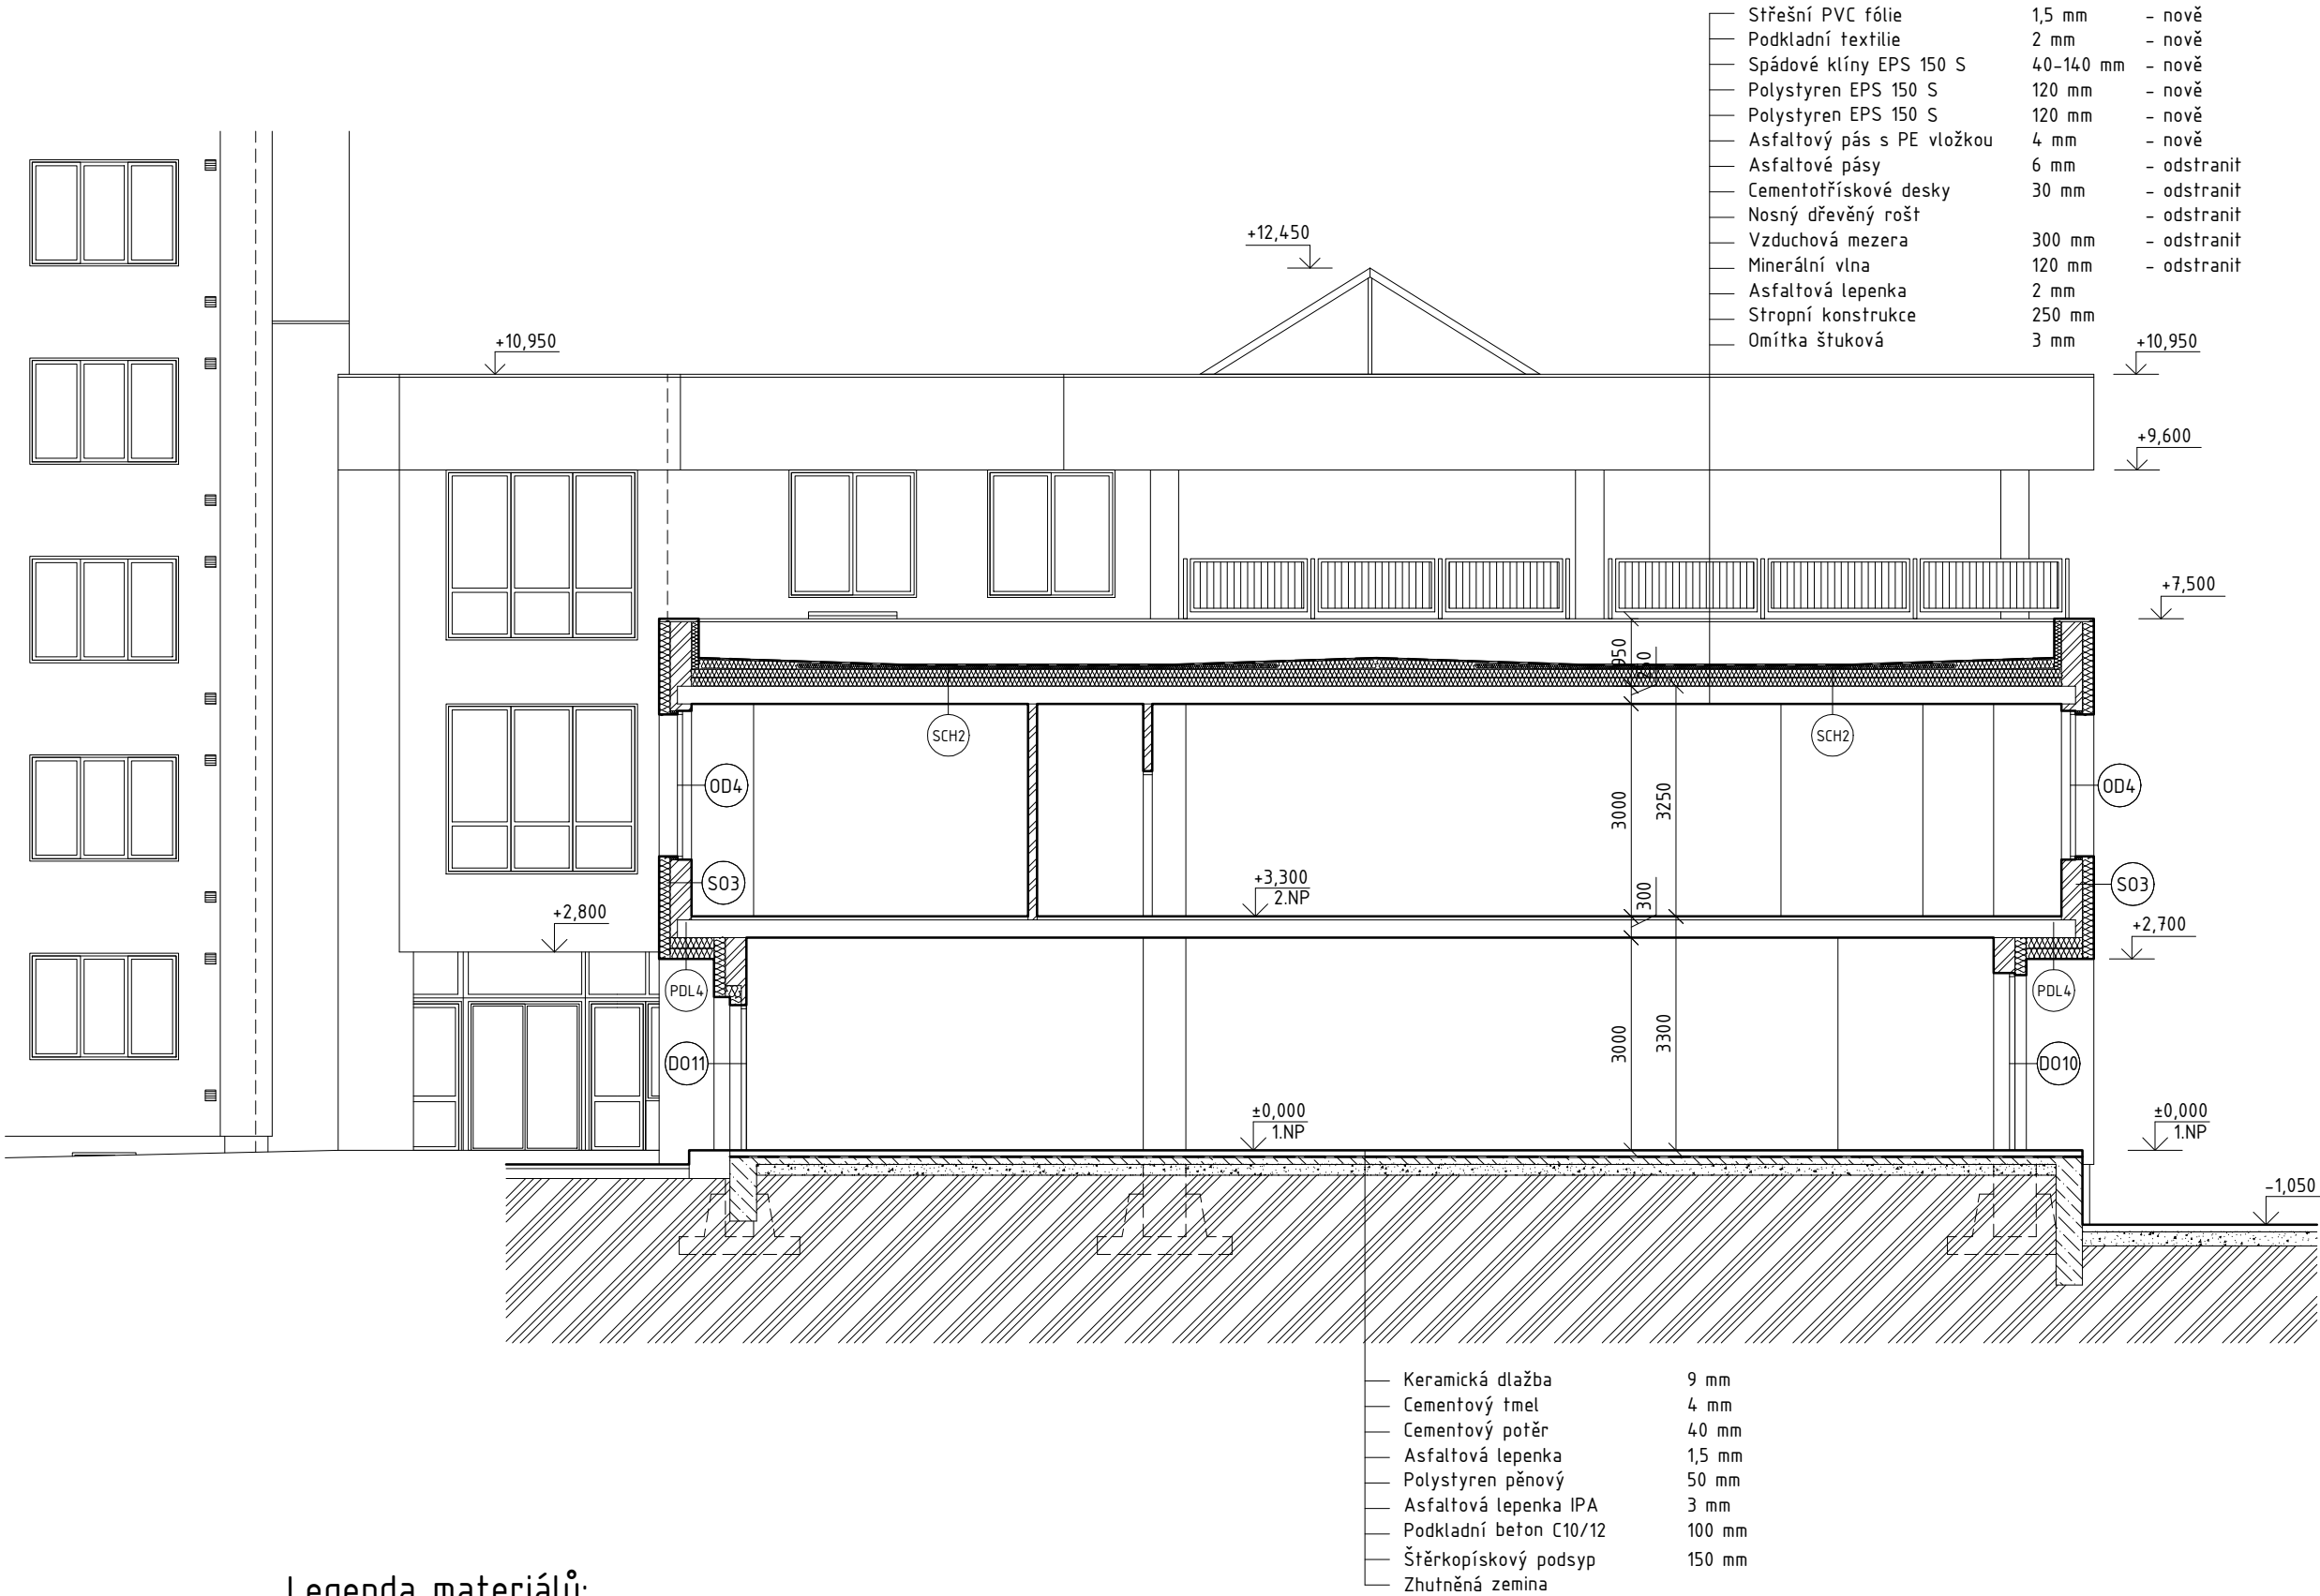 Střešní PVC fólie 1,5 mm - nově
Podkladní textilie 2 mm - nově
Spádové klíny EPS 150 S 40-140 mm - nově
Polystyren EPS 150 S 120 mm - nově
Polystyren EPS 150 S 120 mm - nově
Asfaltový pás s PE vložkou 4 mm - nově
Asfaltové pásy 6 mm - odstranit
Cementotřískové desky 30 mm - odstranit
Nosný dřevěný rošt - odstranit
Vzduchová mezera 300 mm - odstranit
Minerální vlna 120 mm - odstranit
Asfaltová lepenka 2 mm
Stropní konstrukce 250 mm
Omítka štuková 3 mm
+12,450
+10,950
+10,950
+9,600
+7,500
950
250
SCH2
SCH2
OD4
3000
3250
OD4
SO3
+3,300
2.NP
300
SO3
+2,800
+2,700
PDL4
PDL4
DO11
3000
3300
DO10
±0,000
1.NP
±0,000
1.NP
-1,050
Keramická dlažba 9 mm
Cementový tmel 4 mm
Cementový potěr 40 mm
Asfaltová lepenka 1,5 mm
Polystyren pěnový 50 mm
Asfaltová lepenka IPA 3 mm
Podkladní beton C10/12 100 mm
Štěrkopískový podsyp 150 mm
Zhutněná zemina
Legenda materiálů: